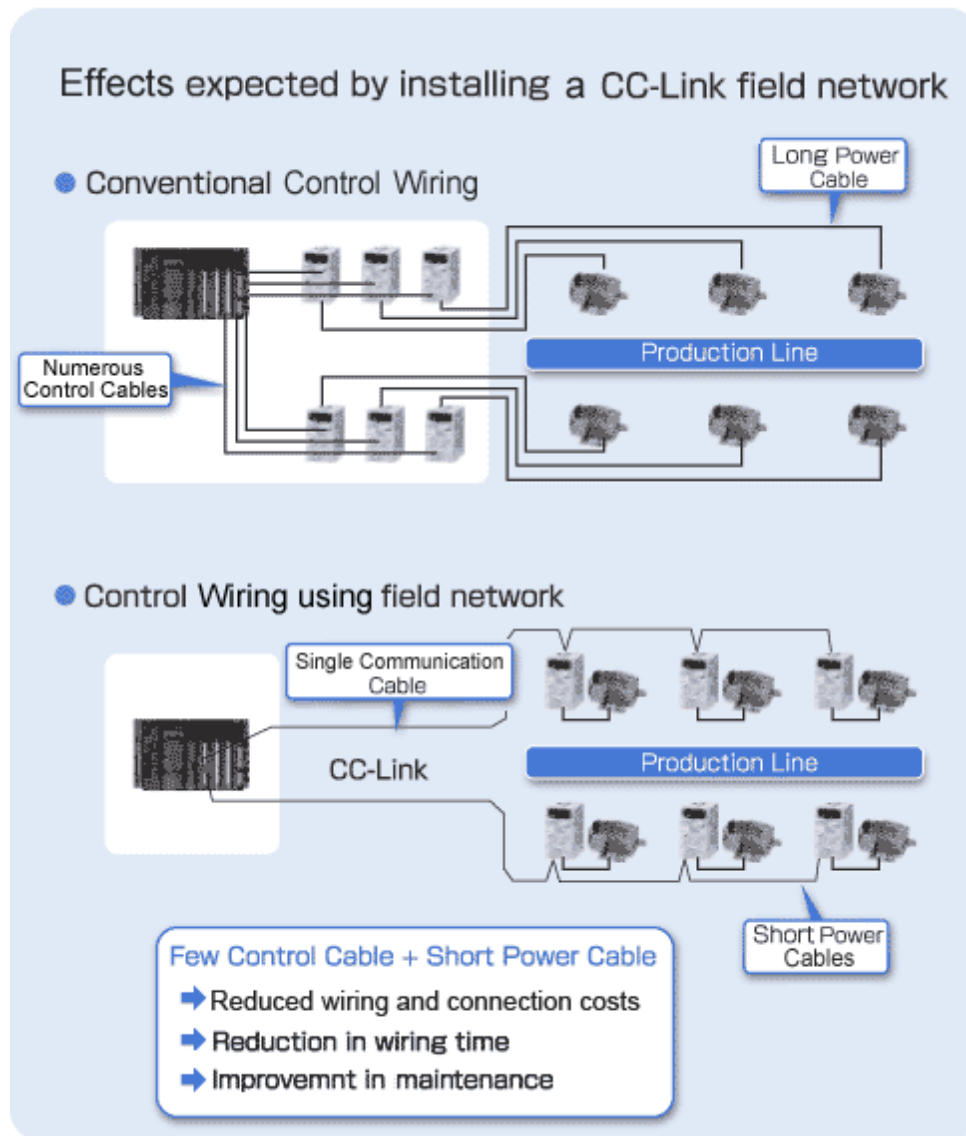 Effects expected by installing a CC-Link field network
Conventional Control Wiring
Long Power
Cable
Numerous
Control Cables
Production Line
Control Wiring using field network
Single Communication
Cable
CC-Link
Production Line
Short Power
Cables
Few Control Cable + Short Power Cable
Reduced wiring and connection costs
Reduction in wiring time
Improvemnt in maintenance